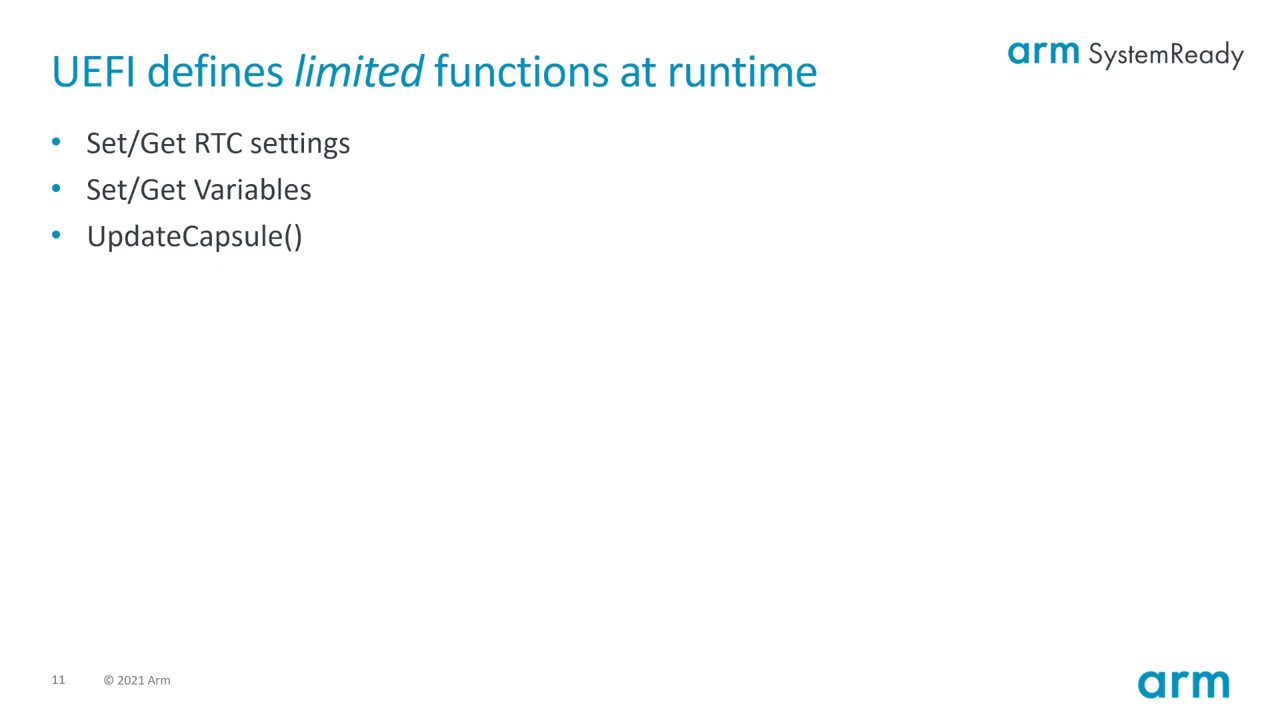 UEFI defines limited functions at runtime
arm SystemReady
• Set/Get RTC settings
• Set/Get Variables
• UpdateCapsule()
11 © 2021 Arm
arm